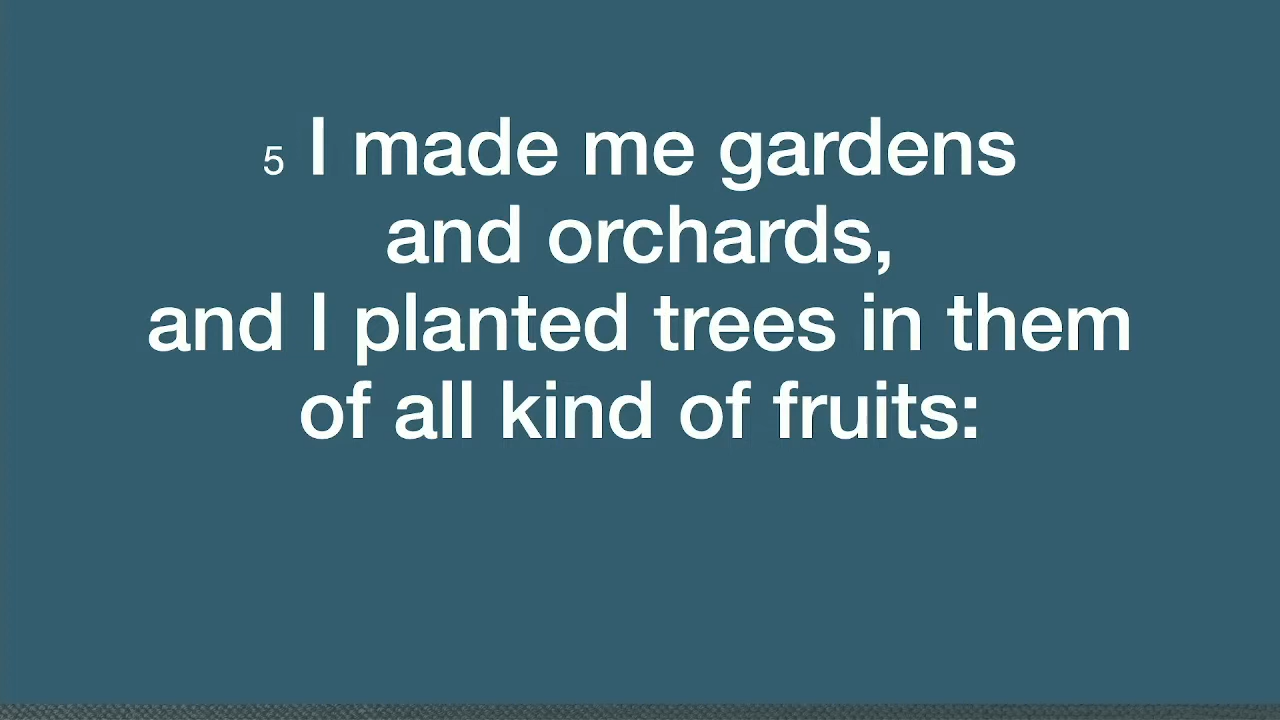 5 I made me gardens
and orchards,
and I planted trees in them
of all kind of fruits: